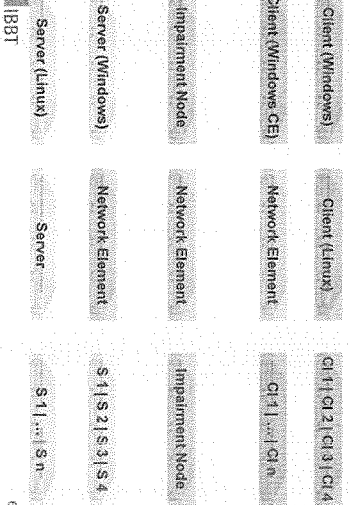 Client (Windows)
Client (Linux)
Cl 1 | Cl 2 | Cl 3 | Cl 4
Client (Windows CE)
Network Element
Cl 1 | ... | Cl n
Impairment Node
Network Element
Impairment Node
Server (Windows)
Network Element
S 1 | S 2 | S 3 | S 4
Server (Linux)
Server
S 1 | ... | S n
IBBT